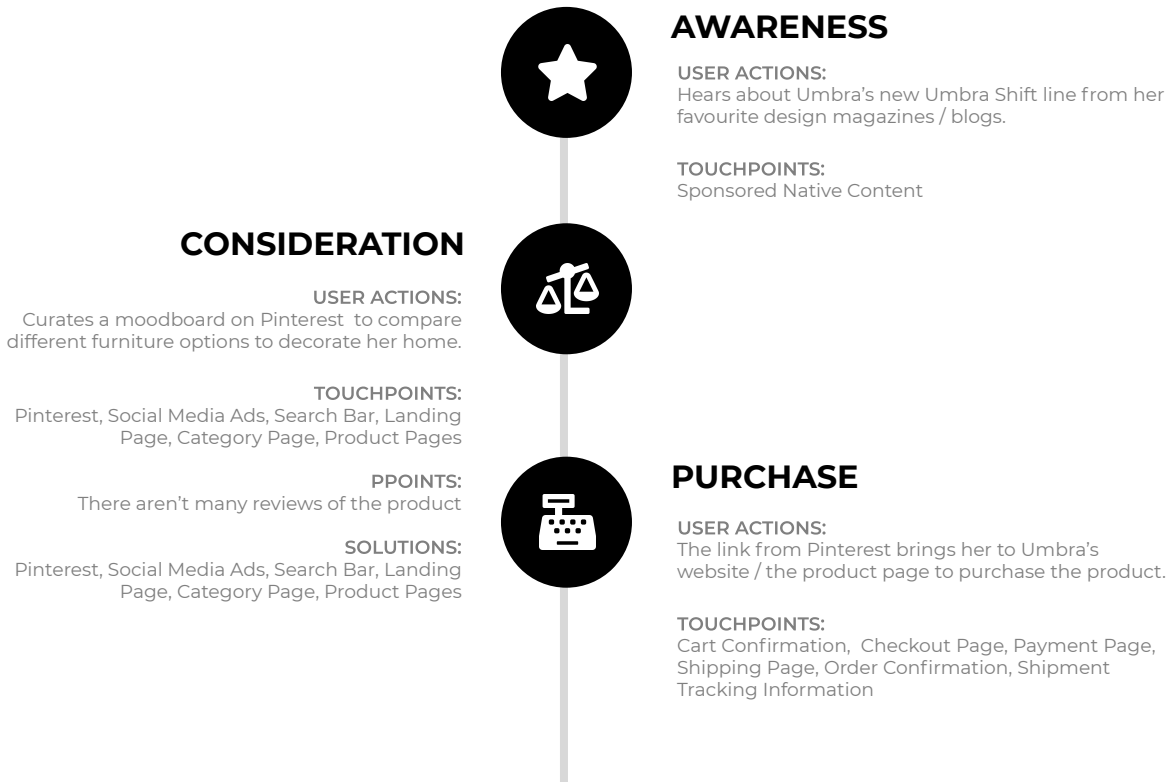 AWARENESS
USER ACTIONS:
Hears about Umbra’s new Umbra Shift line from her
favourite design magazines / blogs.
TOUCHPOINTS:
Sponsored Native Content
CONSIDERATION
USER ACTIONS:
Curates a moodboard on Pinterest  to compare
different furniture options to decorate her home.
TOUCHPOINTS:
Pinterest, Social Media Ads, Search Bar, Landing
Page, Category Page, Product Pages
PPOINTS:
There aren’t many reviews of the product
SOLUTIONS:
Pinterest, Social Media Ads, Search Bar, Landing
Page, Category Page, Product Pages
PURCHASE
USER ACTIONS:
The link from Pinterest brings her to Umbra’s
website / the product page to purchase the product.
TOUCHPOINTS:
Cart Confirmation,  Checkout Page, Payment Page,
Shipping Page, Order Confirmation, Shipment
Tracking Information